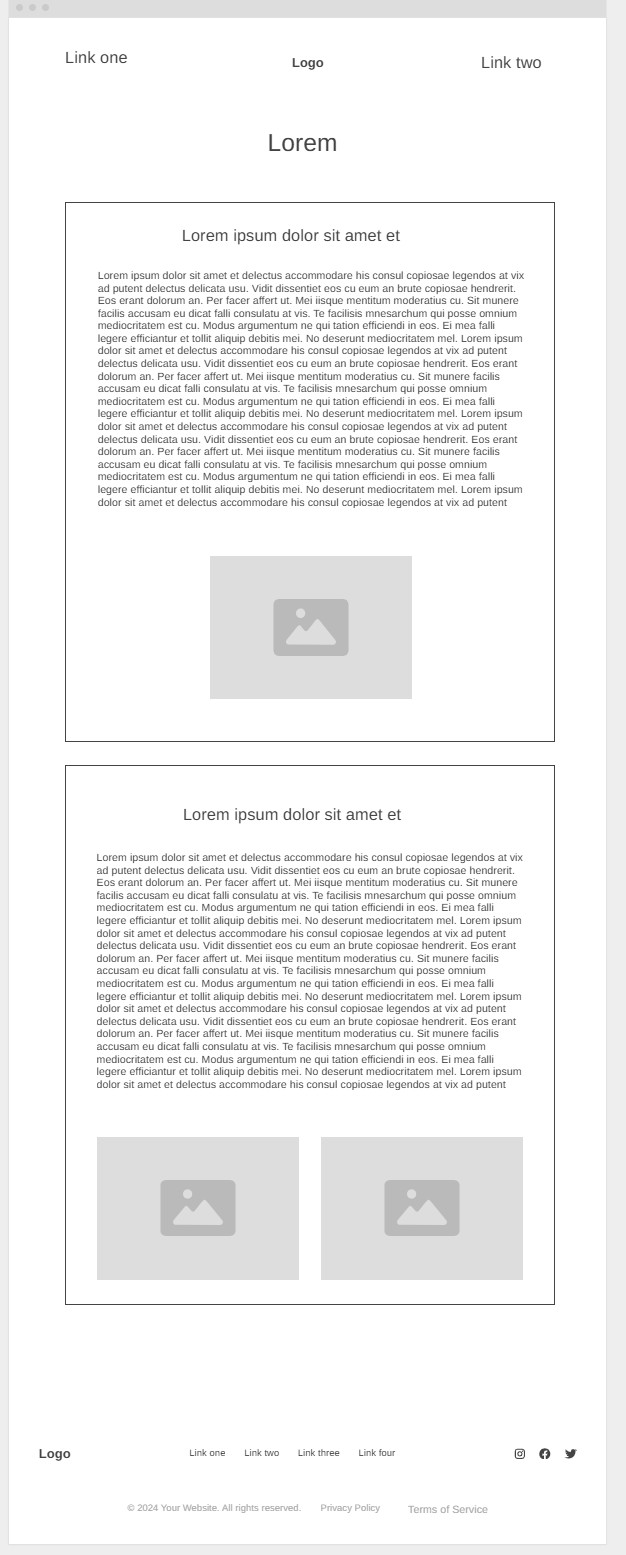 Link one
Logo
Link two
Lorem
Lorem ipsum dolor sit amet et
Lorem ipsum dolor sit amet et delectus accommodare his consul copiosae legendos at vix
ad putent delectus delicata usu. Vidit dissentiet eos cu eum an brute copiosae hendrerit.
Eos erant dolorum an. Per facer affert ut. Mei iisque mentitum moderatius cu. Sit munere
facilis accusam eu dicat falli consulatu at vis. Te facilisis mnesarchum qui posse omnium
mediocritatem est cu. Modus argumentum ne qui tation efficiendi in eos. Ei mea falli
legere efficiantur et tollit aliquip debitis mei. No deserunt mediocritatem mel. Lorem ipsum
dolor sit amet et delectus accommodare his consul copiosae legendos at vix ad putent
delectus delicata usu. Vidit dissentiet eos cu eum an brute copiosae hendrerit. Eos erant
dolorum an. Per facer affert ut. Mei iisque mentitum moderatius cu. Sit munere facilis
accusam eu dicat falli consulatu at vis. Te facilisis mnesarchum qui posse omnium
mediocritatem est cu. Modus argumentum ne qui tation efficiendi in eos. Ei mea falli
legere efficiantur et tollit aliquip debitis mei. No deserunt mediocritatem mel. Lorem ipsum
dolor sit amet et delectus accommodare his consul copiosae legendos at vix ad putent
delectus delicata usu. Vidit dissentiet eos cu eum an brute copiosae hendrerit. Eos erant
dolorum an. Per facer affert ut. Mei iisque mentitum moderatius cu. Sit munere facilis
accusam eu dicat falli consulatu at vis. Te facilisis mnesarchum qui posse omnium
mediocritatem est cu. Modus argumentum ne qui tation efficiendi in eos. Ei mea falli
legere efficiantur et tollit aliquip debitis mei. No deserunt mediocritatem mel. Lorem ipsum
dolor sit amet et delectus accommodare his consul copiosae legendos at vix ad putent
Lorem ipsum dolor sit amet et
Lorem ipsum dolor sit amet et delectus accommodare his consul copiosae legendos at vix
ad putent delectus delicata usu. Vidit dissentiet eos cu eum an brute copiosae hendrerit.
Eos erant dolorum an. Per facer affert ut. Mei iisque mentitum moderatius cu. Sit munere
facilis accusam eu dicat falli consulatu at vis. Te facilisis mnesarchum qui posse omnium
mediocritatem est cu. Modus argumentum ne qui tation efficiendi in eos. Ei mea falli
legere efficiantur et tollit aliquip debitis mei. No deserunt mediocritatem mel. Lorem ipsum
dolor sit amet et delectus accommodare his consul copiosae legendos at vix ad putent
delectus delicata usu. Vidit dissentiet eos cu eum an brute copiosae hendrerit. Eos erant
dolorum an. Per facer affert ut. Mei iisque mentitum moderatius cu. Sit munere facilis
accusam eu dicat falli consulatu at vis. Te facilisis mnesarchum qui posse omnium
mediocritatem est cu. Modus argumentum ne qui tation efficiendi in eos. Ei mea falli
legere efficiantur et tollit aliquip debitis mei. No deserunt mediocritatem mel. Lorem ipsum
dolor sit amet et delectus accommodare his consul copiosae legendos at vix ad putent
delectus delicata usu. Vidit dissentiet eos cu eum an brute copiosae hendrerit. Eos erant
dolorum an. Per facer affert ut. Mei iisque mentitum moderatius cu. Sit munere facilis
accusam eu dicat falli consulatu at vis. Te facilisis mnesarchum qui posse omnium
mediocritatem est cu. Modus argumentum ne qui tation efficiendi in eos. Ei mea falli
legere efficiantur et tollit aliquip debitis mei. No deserunt mediocritatem mel. Lorem ipsum
dolor sit amet et delectus accommodare his consul copiosae legendos at vix ad putent
Logo
Link one Link two Link three Link four
© 2024 Your Website. All rights reserved. Privacy Policy Terms of Service